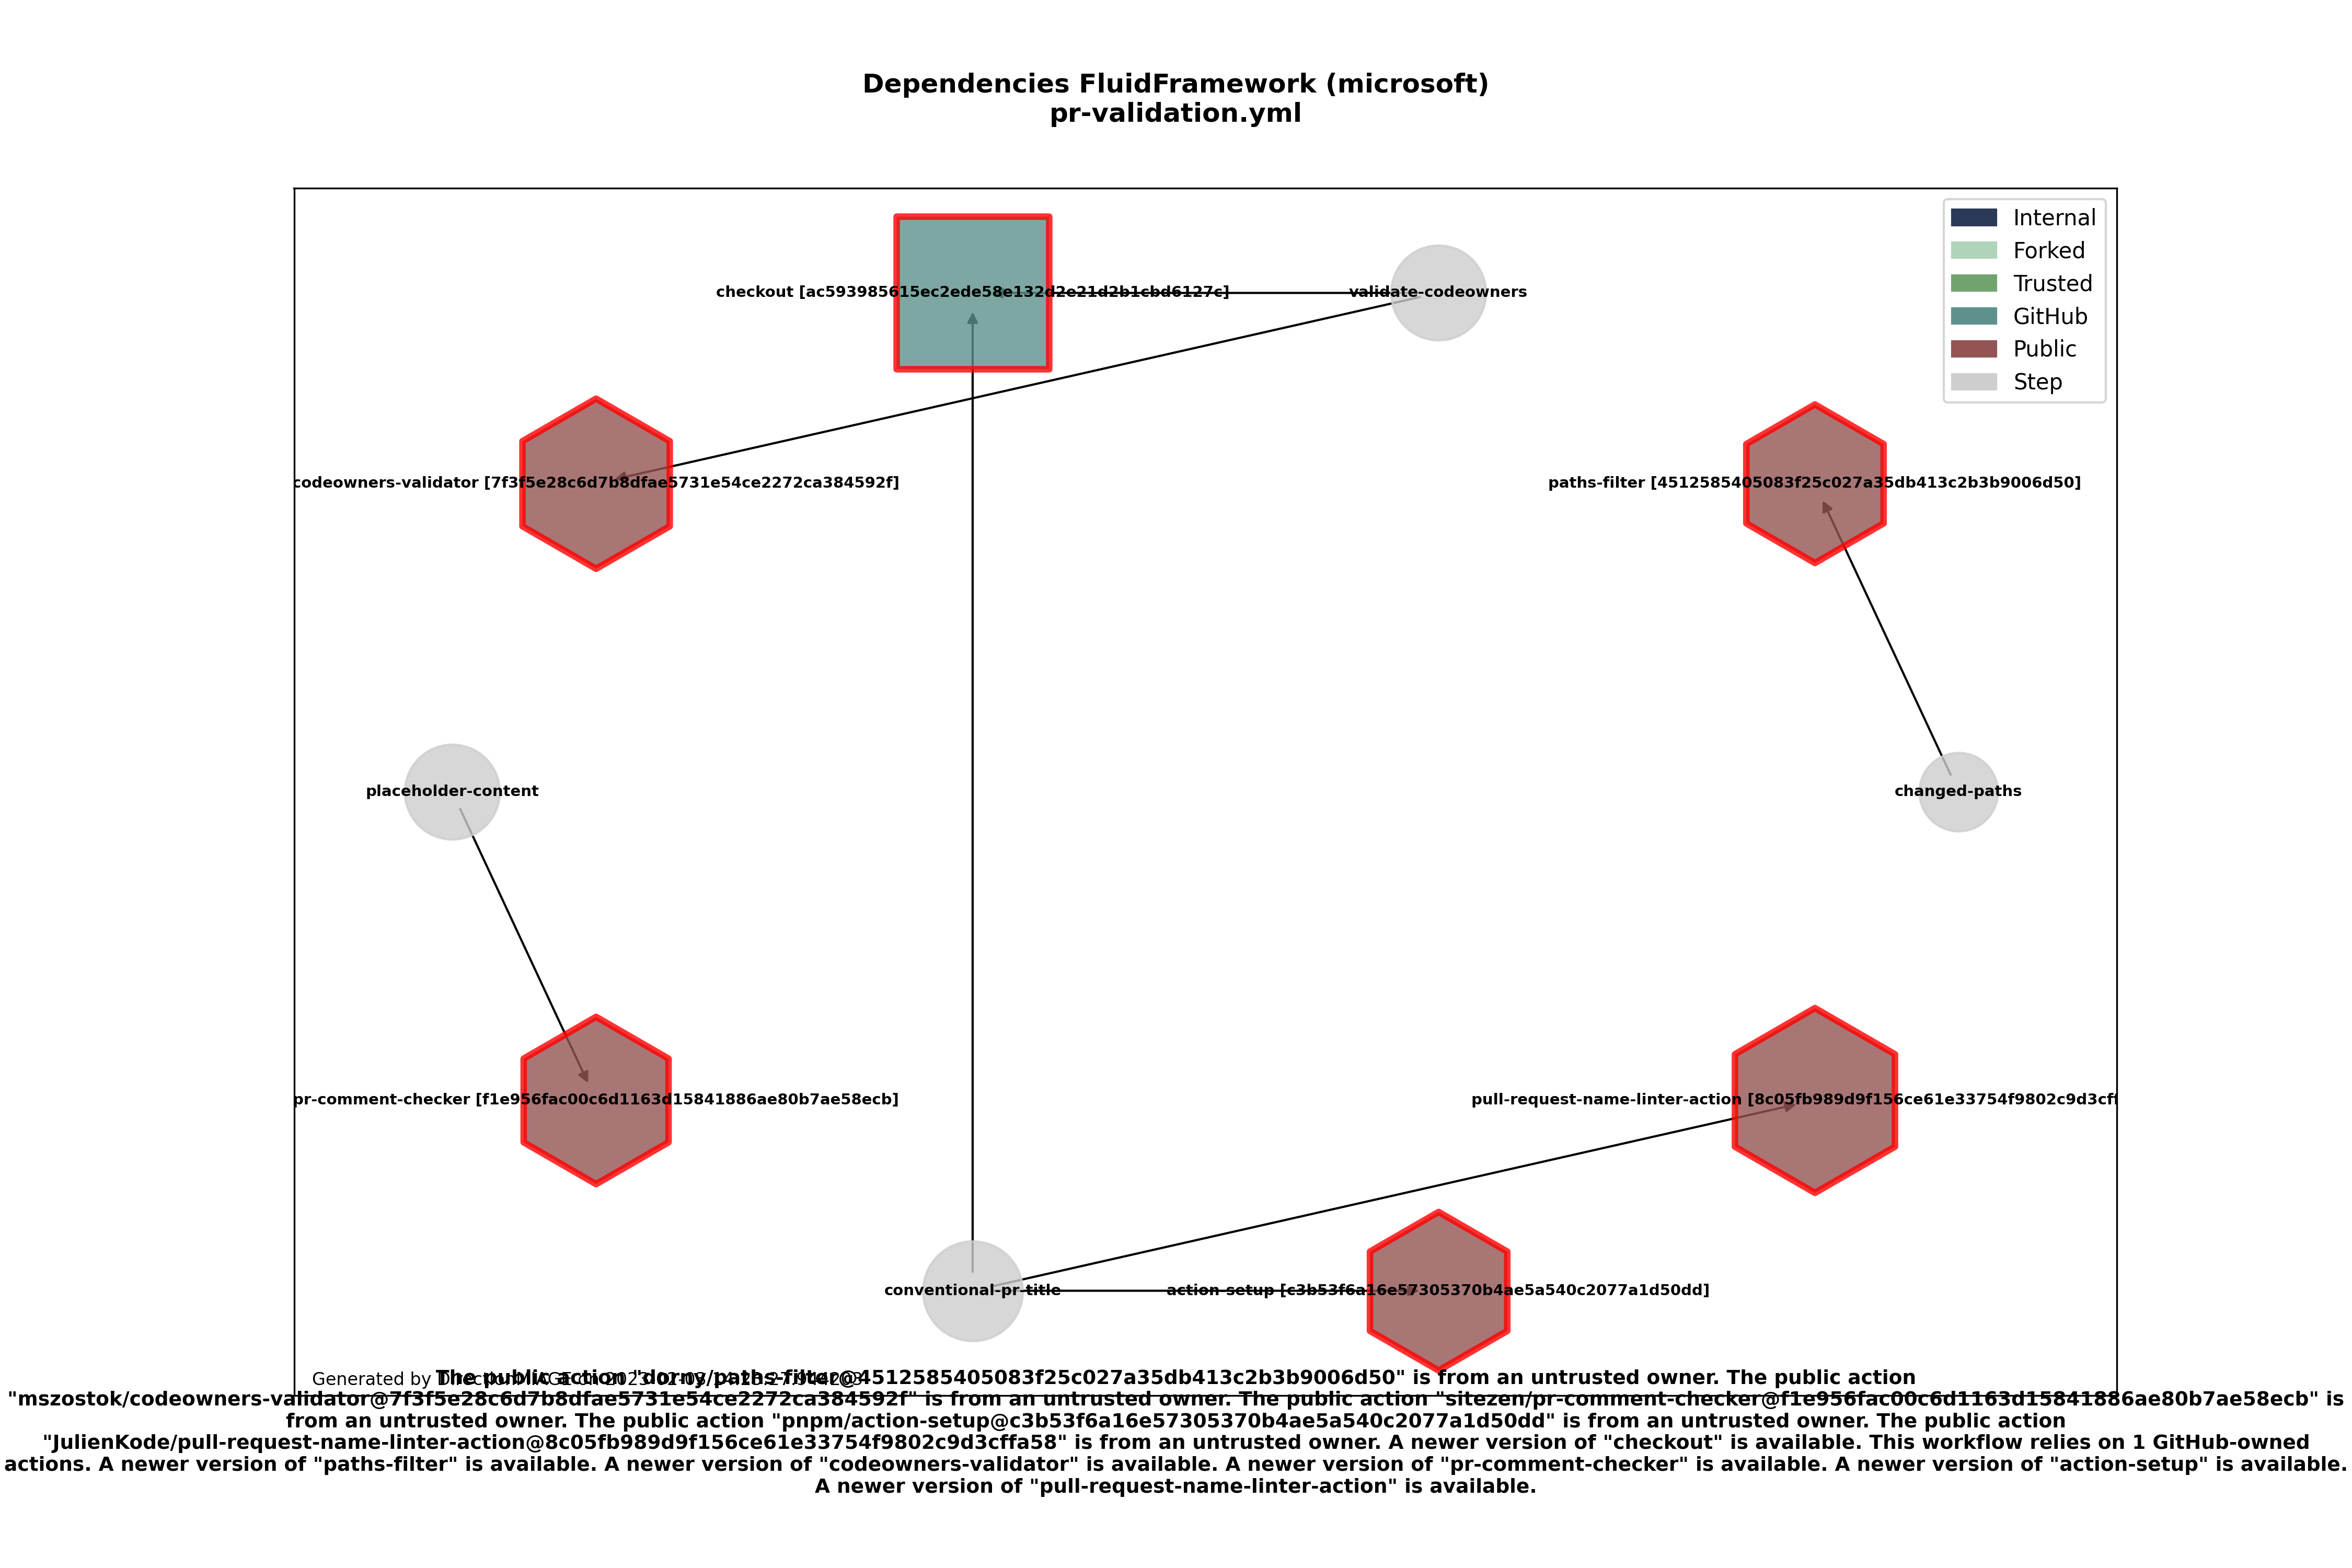 Dependencies FluidFramework (microsoft)
pr-validation.yml
Internal
Forked
Trusted
GitHub
Public
Step
checkout [ac593985615ec2ede58e132d2e21d2b1cbd6127c]
validate-codeowners
codeowners-validator [7f3f5e28c6d7b8dfae5731e54ce2272ca384592f]
paths-filter [4512585405083f25c027a35db413c2b3b9006d50]
placeholder-content
changed-paths
pr-comment-checker [f1e956fac00c6d1163d15841886ae80b7ae58ecb]
pull-request-name-linter-action [8c05fb989d9f156ce61e33754f9802c9d3cff
conventional-pr-title
action-setup [c3b53f6a16e57305370b4ae5a540c2077a1d50dd]
Generated by
The public action "dorny/paths-filter@4512585405083f25c027a35db413c2b3b9006d50" is from an untrusted owner. The public action
"mszostok/codeowners-validator@7f3f5e28c6d7b8dfae5731e54ce2272ca384592f" is from an untrusted owner. The public action "sitezen/pr-comment-checker@f1e956fac00c6d1163d15841886ae80b7ae58ecb" is
from an untrusted owner. The public action "pnpm/action-setup@c3b53f6a16e57305370b4ae5a540c2077a1d50dd" is from an untrusted owner. The public action
"JulienKode/pull-request-name-linter-action@8c05fb989d9f156ce61e33754f9802c9d3cffa58" is from an untrusted owner. A newer version of "checkout" is available. This workflow relies on 1 GitHub-owned
actions. A newer version of "paths-filter" is available. A newer version of "codeowners-validator" is available. A newer version of "pr-comment-checker" is available. A newer version of "action-setup" is available.
A newer version of "pull-request-name-linter-action" is available.